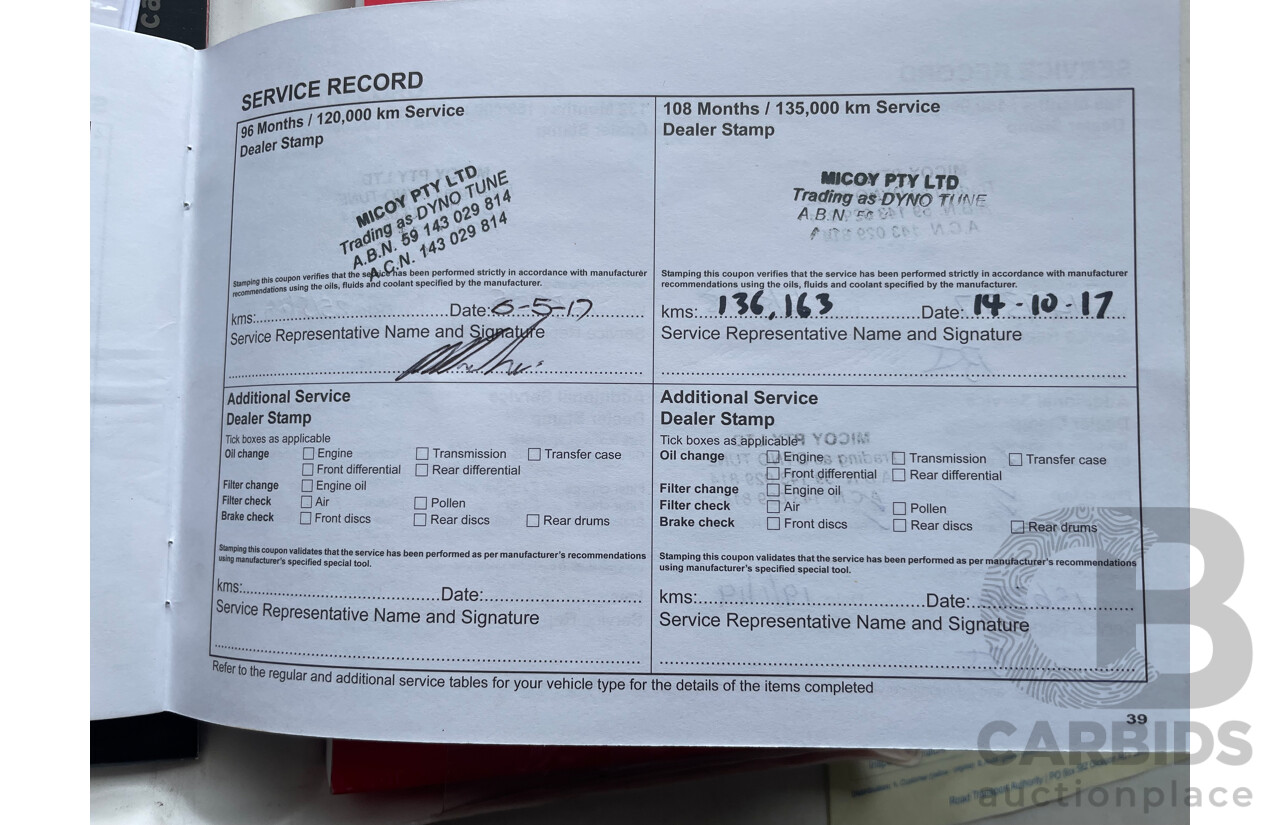 SERVICE RECORD
96 Months / 120,000 km Service
Dealer Stamp
MICOY PTY LTD
Trading as DYNO TUNE
A.B.N. 59 143 029 814
A.C.N. 143 029 814
Stamping this coupon verifies that the service has been performed strictly in accordance with manufacturer
recommendations using the oils, fluids and coolant specified by the manufacturer.
kms: Date: 6-5-17
Service Representative Name and Signature
108 Months / 135,000 km Service
Dealer Stamp
MICOY PTY LTD
Trading as DYNO TUNE
A.B.N. 59
Stamping this coupon verifies that the service has been performed strictly in accordance with manufacturer
recommendations using the oils, fluids and coolant specified by the manufacturer.
kms: 136,163 Date: 14-10-17
Service Representative Name and Signature
Additional Service
Dealer Stamp
Tick boxes as applicable
Oil change Engine Transmission Transfer case
Front differential Rear differential
Filter change Engine oil
Filter check Air Pollen
Brake check Front discs Rear discs Rear drums
Stamping this coupon validates that the service has been performed as per manufacturer's recommendations
using manufacturer's specified special tool.
kms: Date:
Service Representative Name and Signature
Additional Service
Dealer Stamp
Tick boxes as applicable
Oil change Engine Transmission Transfer case
Front differential Rear differential
Filter change Engine oil
Filter check Air Pollen
Brake check Front discs Rear discs Rear drums
Stamping this coupon validates that the service has been performed as per manufacturer's recommendations
using manufacturer's specified special tool.
kms: Date:
Service Representative Name and Signature
Refer to the regular and additional service tables for your vehicle type for the details of the items completed
39
CARBIDS
auctionplace